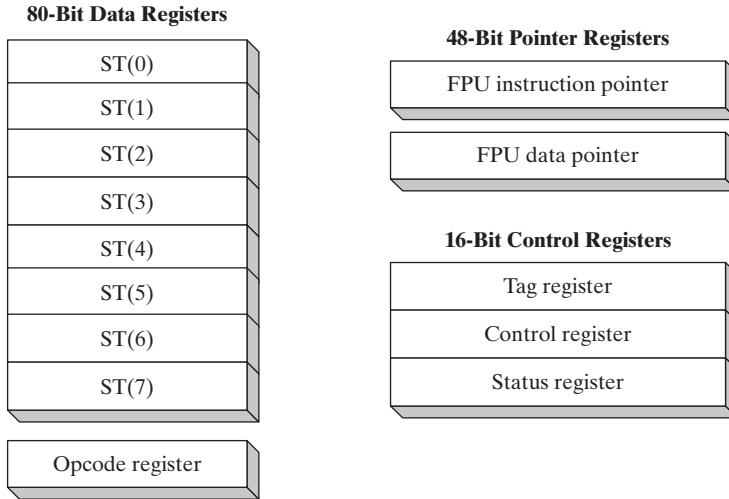 80-Bit Data Registers
ST(0)
ST(1)
ST(2)
ST(3)
ST(4)
ST(5)
ST(6)
ST(7)
Opcode register
48-Bit Pointer Registers
FPU instruction pointer
FPU data pointer
16-Bit Control Registers
Tag register
Control register
Status register